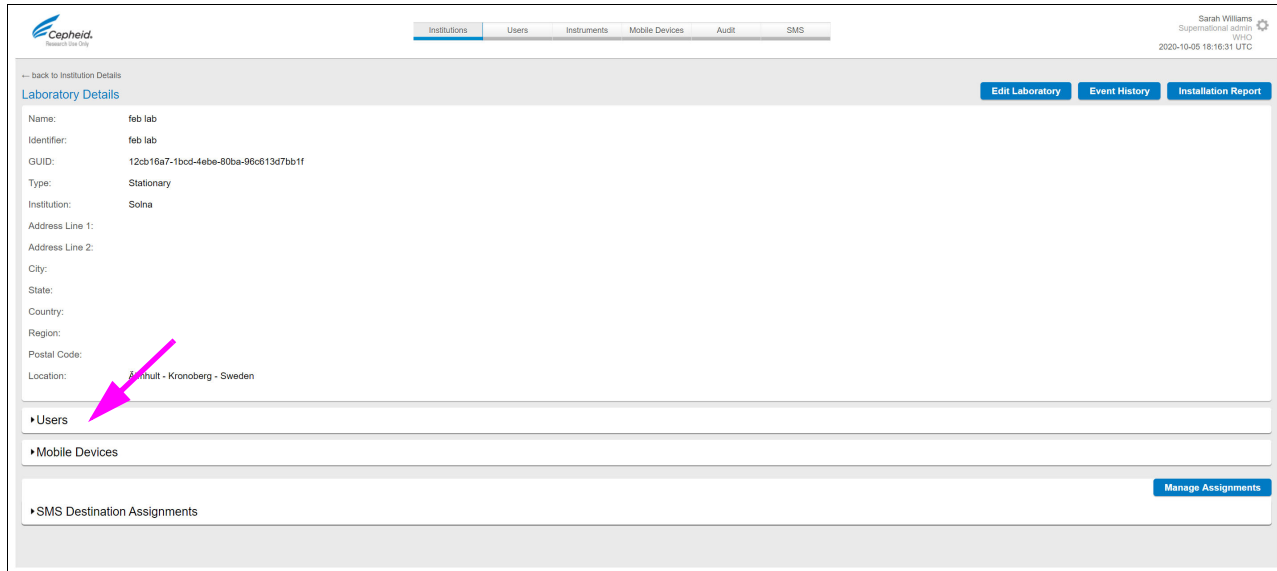 Cepheid.
Research Use Only
Institutions Users Instruments Mobile Devices Audit SMS
Sarah Williams
Supernational admin
WHO
2020-10-05 18:16:31 UTC
← back to Institution Details
Laboratory Details
Edit Laboratory Event History Installation Report
Name: feb lab
Identifier: feb lab
GUID: 12cb16a7-1bcd-4ebe-80ba-96c613d7bb1f
Type: Stationary
Institution: Solna
Address Line 1:
Address Line 2:
City:
State:
Country:
Region:
Postal Code:
Location: - Kronoberg - Sweden
Users
Mobile Devices
Manage Assignments
SMS Destination Assignments